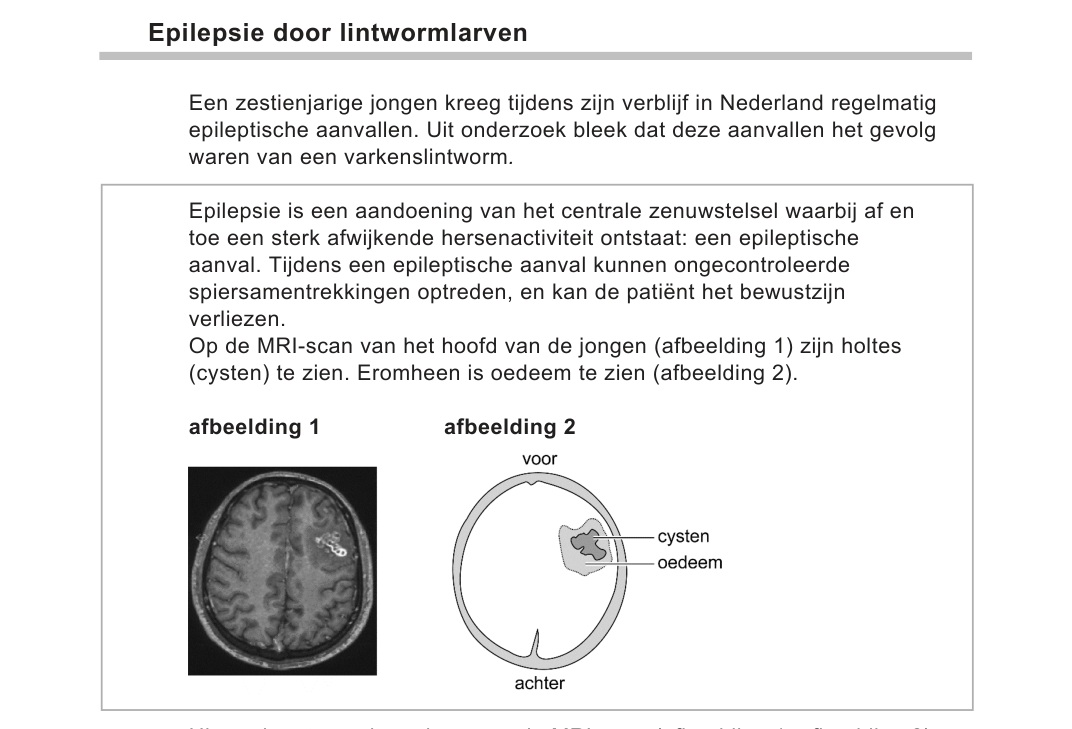 Epilepsie door lintwormlarven
Een zestienjarige jongen kreeg tijdens zijn verblijf in Nederland regelmatig
epileptische aanvallen. Uit onderzoek bleek dat deze aanvallen het gevolg
waren van een varkenslintworm.
Epilepsie is een aandoening van het centrale zenuwstelsel waarbij af en
toe een sterk afwijkende hersenactiviteit ontstaat: een epileptische
aanval. Tijdens een epileptische aanval kunnen ongecontroleerde
spiersamentrekkingen optreden, en kan de patiënt het bewustzijn
verliezen.
Op de MRI-scan van het hoofd van de jongen (afbeelding 1) zijn holtes
(cysten) te zien. Eromheen is oedeem te zien (afbeelding 2).
afbeelding 1 afbeelding 2
voor
cysten
oedeem
achter